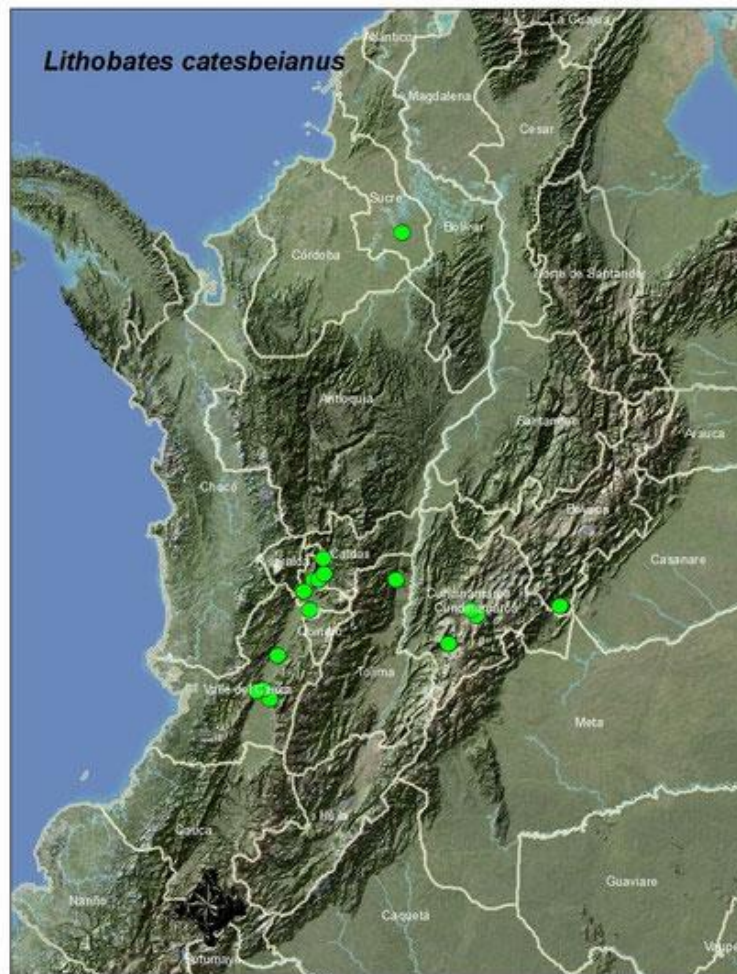 La Guajira
Lithobates catesbeianus
Atlántico
Magdalena
Cesar
Sucre
Bolívar
Córdoba
Norte de Santander
Antioquia
Santander
Arauca
Chocó
Boyacá
Caldas
Casanare
Cundinamarca
Cundinamarca
Quindío
Tolima
Valle del Cauca
Meta
Huila
Cauca
Guaviare
Nariño
Caquetá
Putumayo